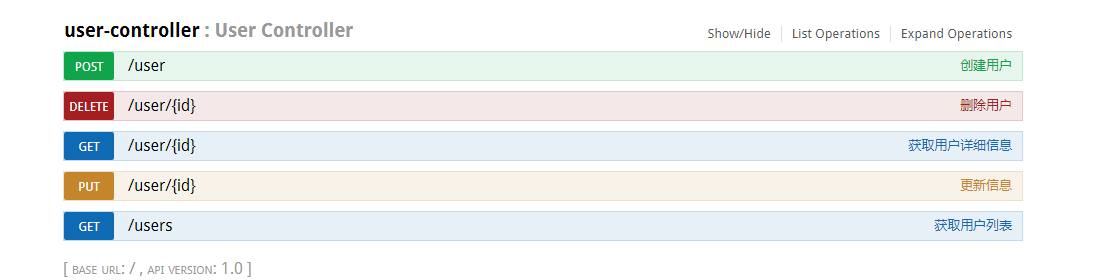 user-controller : User Controller
Show/Hide List Operations Expand Operations
POST /user 创建用户
DELETE /user/{id} 删除用户
GET /user/{id} 获取用户详细信息
PUT /user/{id} 更新信息
GET /users 获取用户列表
[ BASE URL: / , API VERSION: 1.0 ]